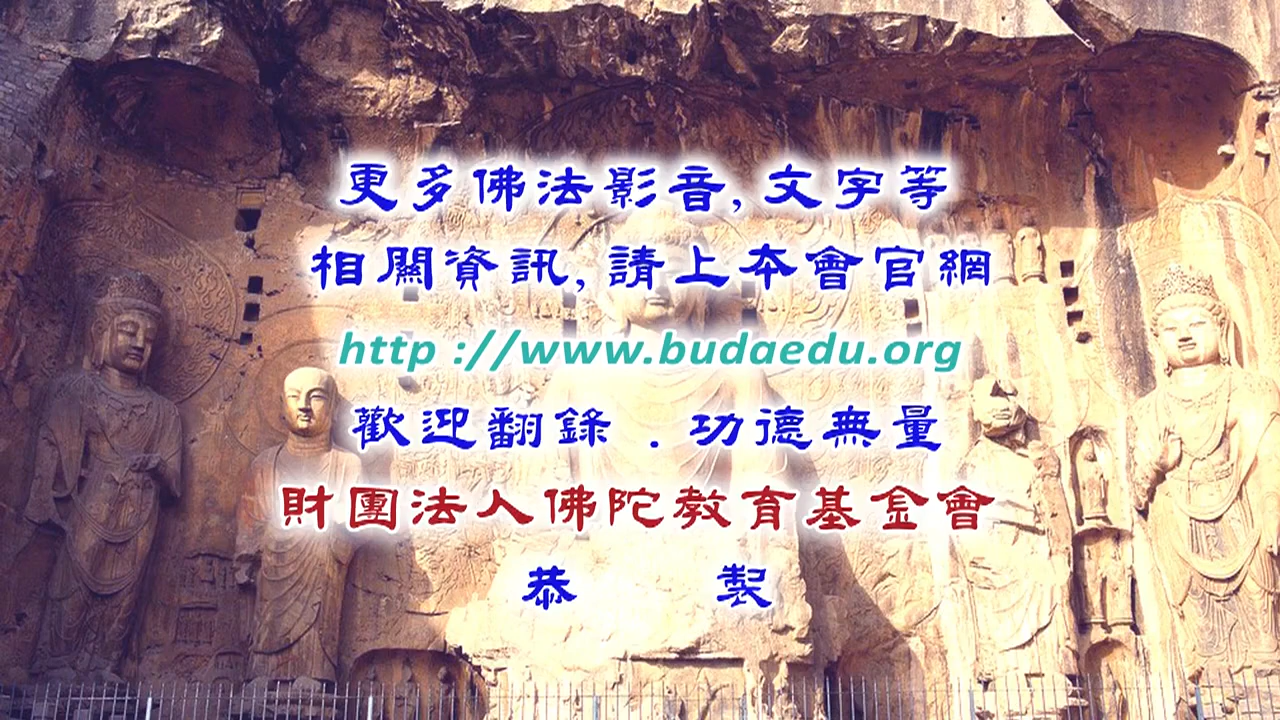 更多佛法影音,文字等
相關資訊,請上本會官網
http ://www.budaedu.org
歡迎翻錄 . 功德無量
財團法人佛陀教育基金會
恭 製